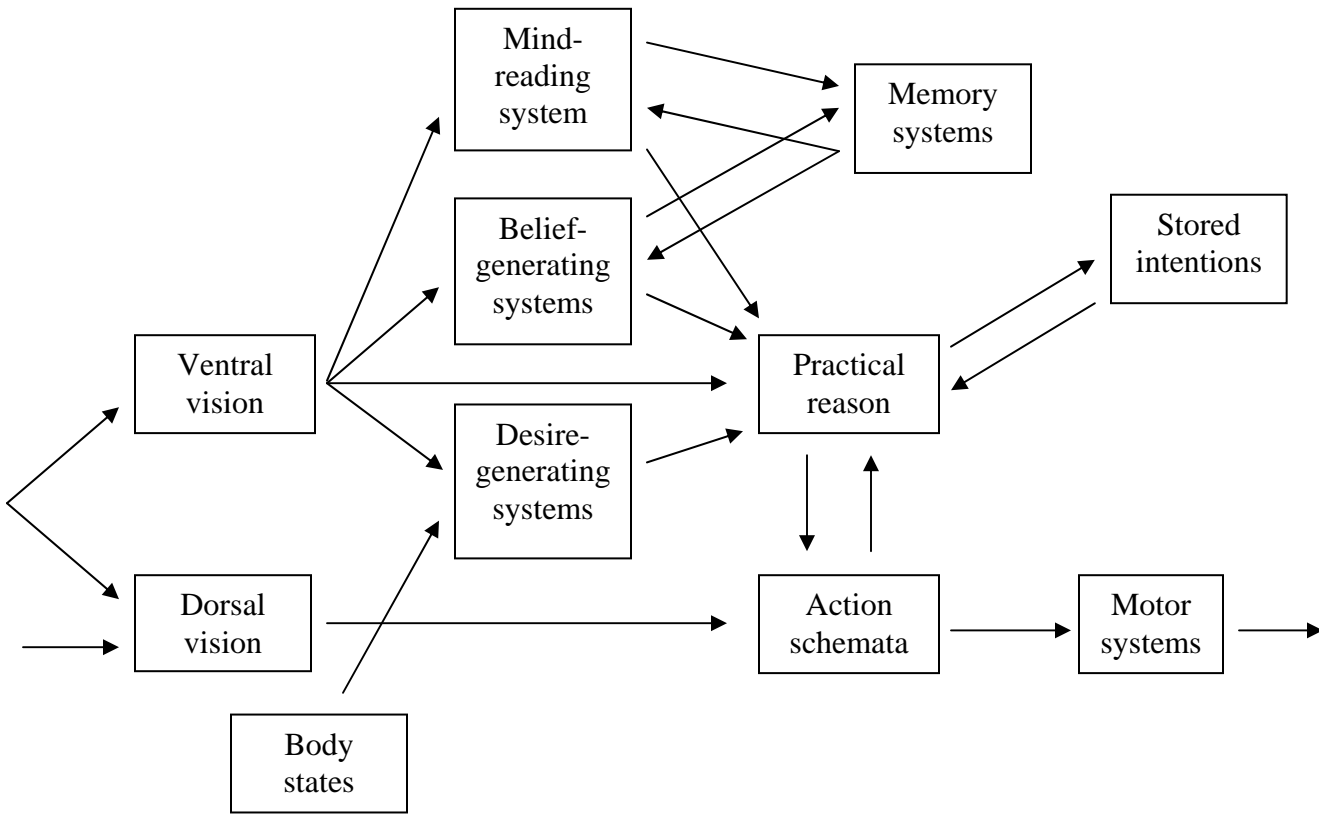 Mind-
reading
system
Memory
systems
Belief-
generating
systems
Stored
intentions
Ventral
vision
Practical
reason
Desire-
generating
systems
Dorsal
vision
Action
schemata
Motor
systems
Body
states